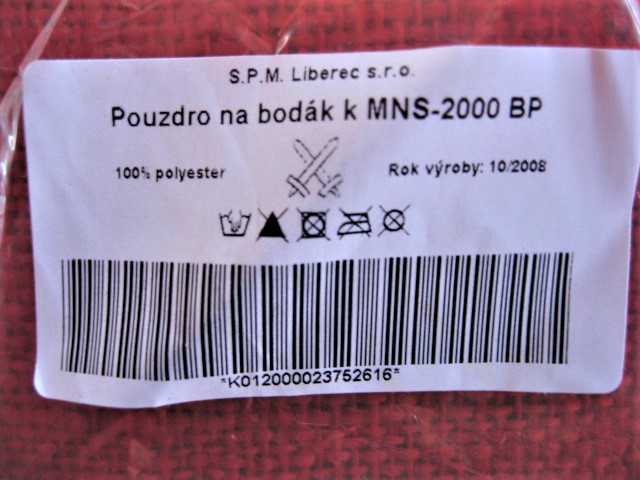 S.P.M. Liberec s.r.o.
Pouzdro na bodák k MNS-2000 BP
100% polyester
Rok výroby: 10/2008
*K012000023752616*